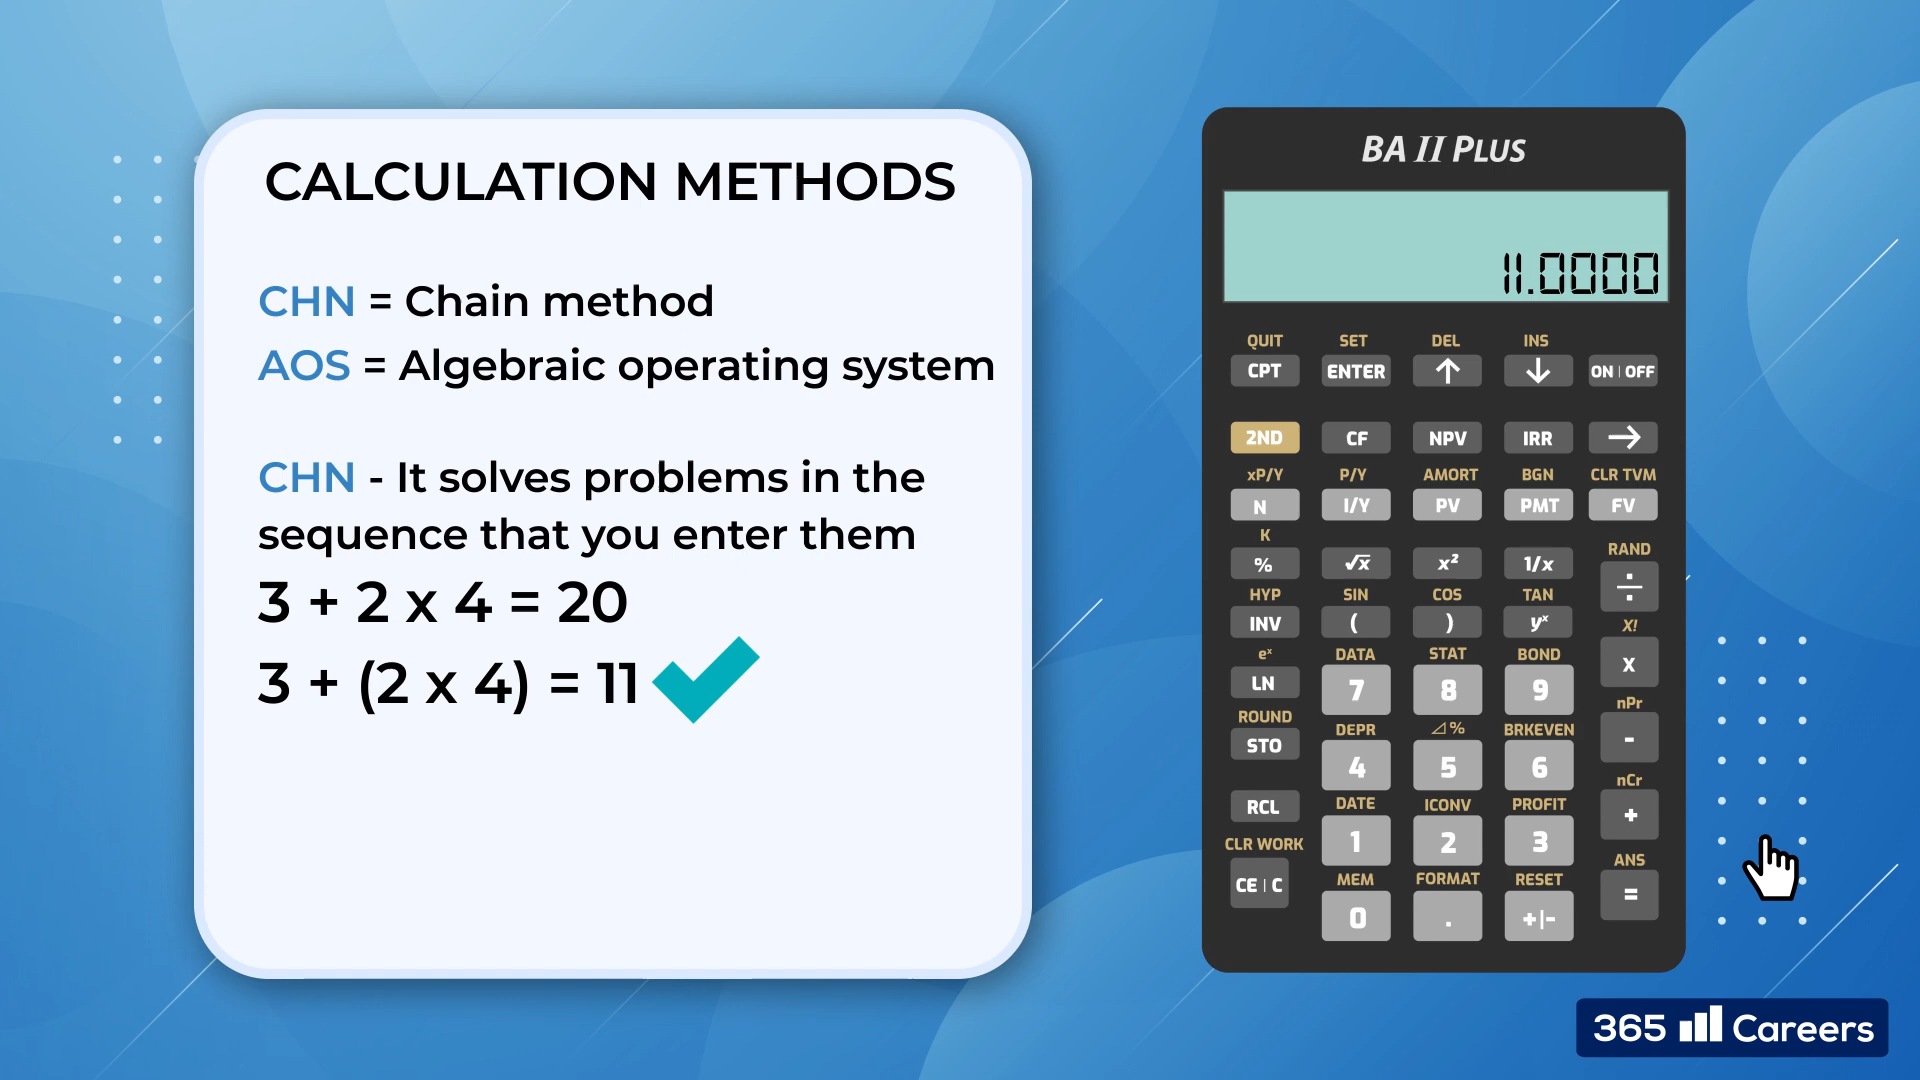 CALCULATION METHODS
CHN = Chain method
AOS = Algebraic operating system
CHN - It solves problems in the
sequence that you enter them
3 + 2 x 4 = 20
3 + (2 x 4) = 11
BA II PLUS
11.0000
QUIT SET DEL INS
CPT ENTER ↑ ↓ ON | OFF
2ND CF NPV IRR →
xP/Y P/Y AMORT BGN CLR TVM
N I/Y PV PMT FV
K RAND
% √x x² 1/x ÷
HYP SIN COS TAN X!
INV ( ) yˣ x
eˣ DATA STAT BOND
LN 7 8 9
ROUND DEPR ⊿% BRKEVEN nPr
STO 4 5 6 -
DATE ICONV PROFIT nCr
RCL 1 2 3 +
CLR WORK MEM FORMAT RESET ANS
CE | C 0 . +|- =
365 Careers